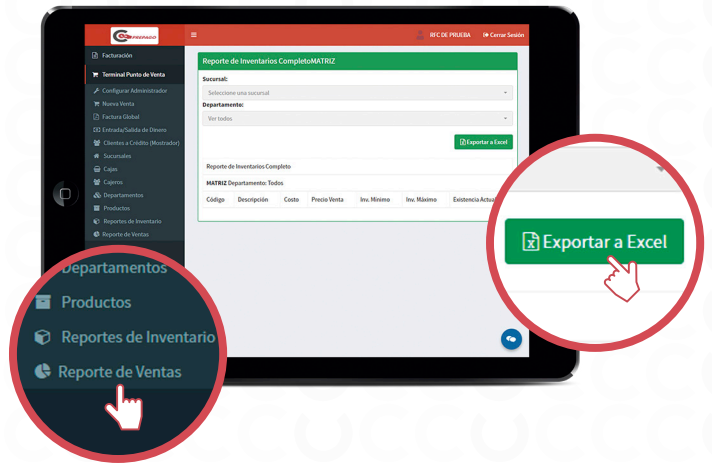 PREPAGO
RFC DE PRUEBA
Cerrar Sesión
Facturación
Terminal Punto de Venta
Configurar Administrador
Nueva Venta
Factura Global
Entrada/Salida de Dinero
Clientes a Crédito (Mostrador)
Sucursales
Cajas
Cajeros
Departamentos
Productos
Reportes de Inventario
Reporte de Ventas
Reporte de Inventarios CompletoMATRIZ
Sucursal:
Seleccione una sucursal
Departamento:
Ver todos
Exportar a Excel
Reporte de Inventarios Completo
MATRIZ Departamento: Todos
Código Descripción Costo Precio Venta Inv. Mínimo Inv. Máximo Existencia Actual
Exportar a Excel
Departamentos
Productos
Reportes de Inventario
Reporte de Ventas